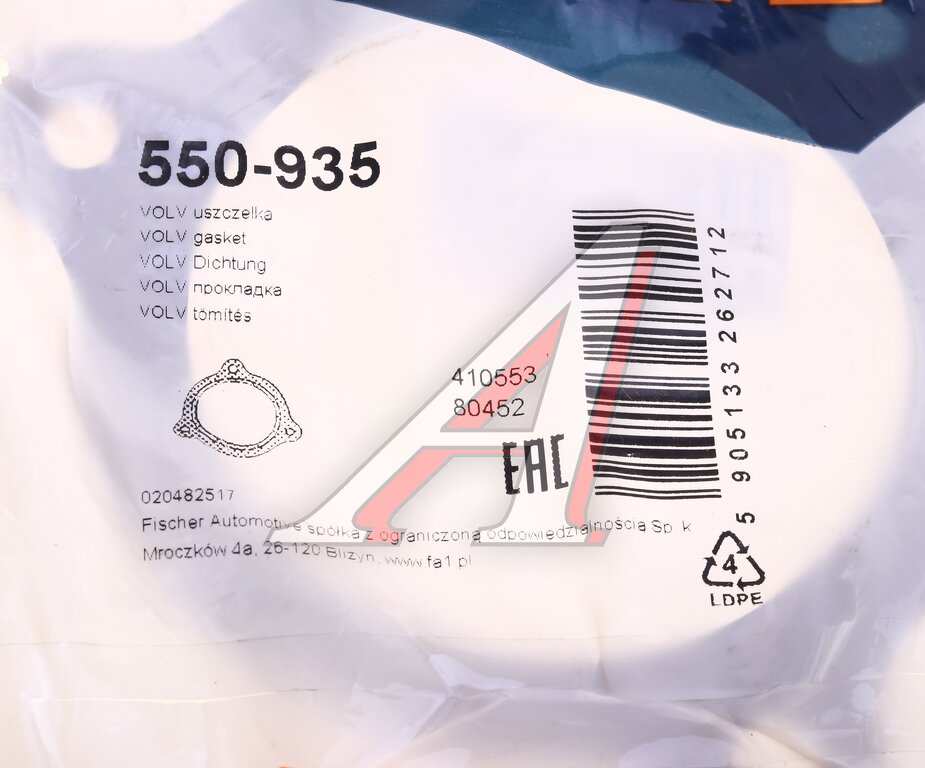 550-935
VOLV uszczelka
VOLV gasket
VOLV Dichtung
VOLV прокладка
VOLV tömítés
410553
80452
EAC
5 905133 262712
020482517
Fischer Automotive spółka z ograniczoną odpowiedzialnością Sp. k
Mroczków 4a, 26-120 Bliżyn, www.fa1.pl
4
LDPE